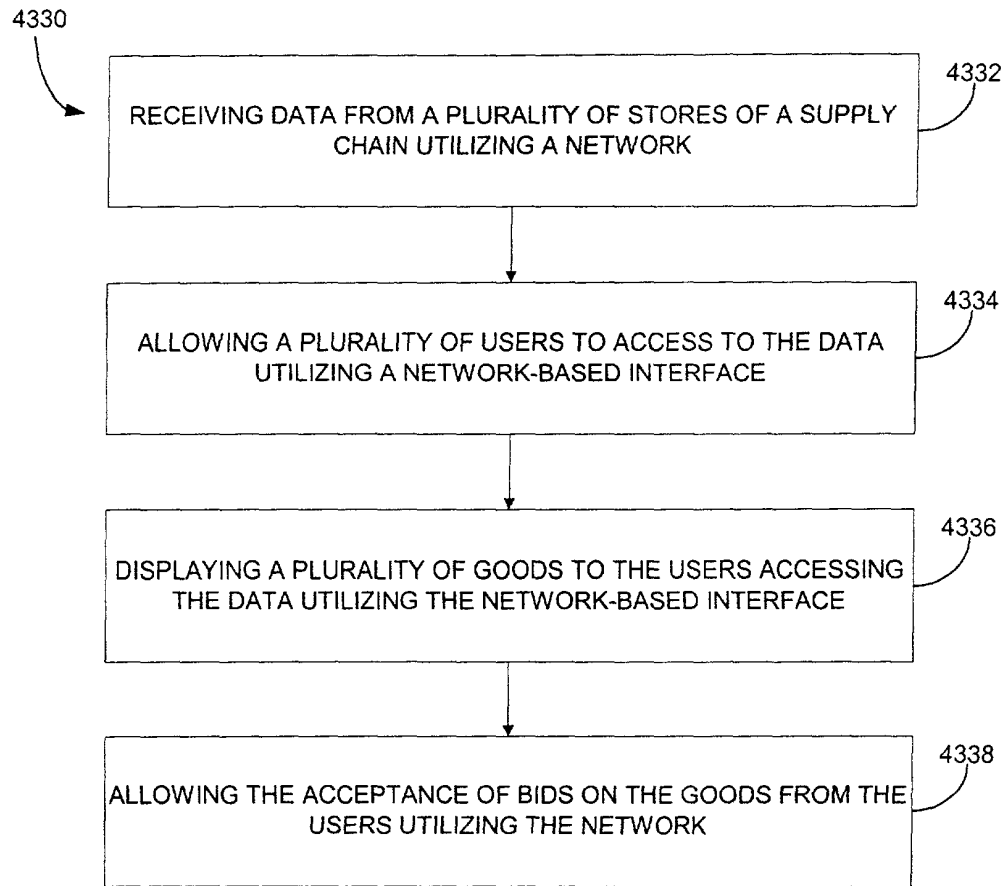 4330
4332
RECEIVING DATA FROM A PLURALITY OF STORES OF A SUPPLY
CHAIN UTILIZING A NETWORK
4334
ALLOWING A PLURALITY OF USERS TO ACCESS TO THE DATA
UTILIZING A NETWORK-BASED INTERFACE
4336
DISPLAYING A PLURALITY OF GOODS TO THE USERS ACCESSING
THE DATA UTILIZING THE NETWORK-BASED INTERFACE
4338
ALLOWING THE ACCEPTANCE OF BIDS ON THE GOODS FROM THE
USERS UTILIZING THE NETWORK